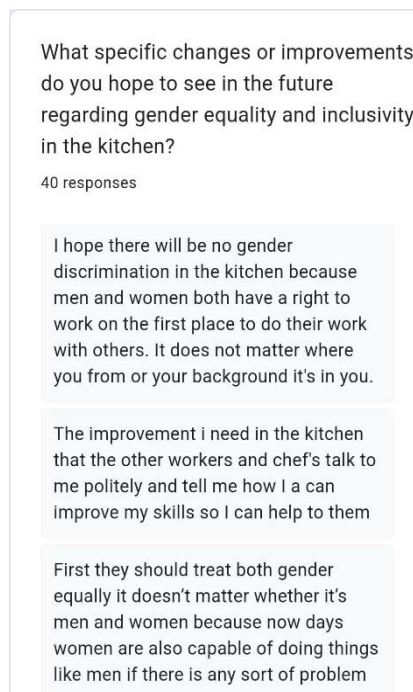 What specific changes or improvements
do you hope to see in the future
regarding gender equality and inclusivity
in the kitchen?
40 responses
I hope there will be no gender
discrimination in the kitchen because
men and women both have a right to
work on the first place to do their work
with others. It does not matter where
you from or your background it's in you.
The improvement i need in the kitchen
that the other workers and chef's talk to
me politely and tell me how I a can
improve my skills so I can help to them
First they should treat both gender
equally it doesn’t matter whether it’s
men and women because now days
women are also capable of doing things
like men if there is any sort of problem